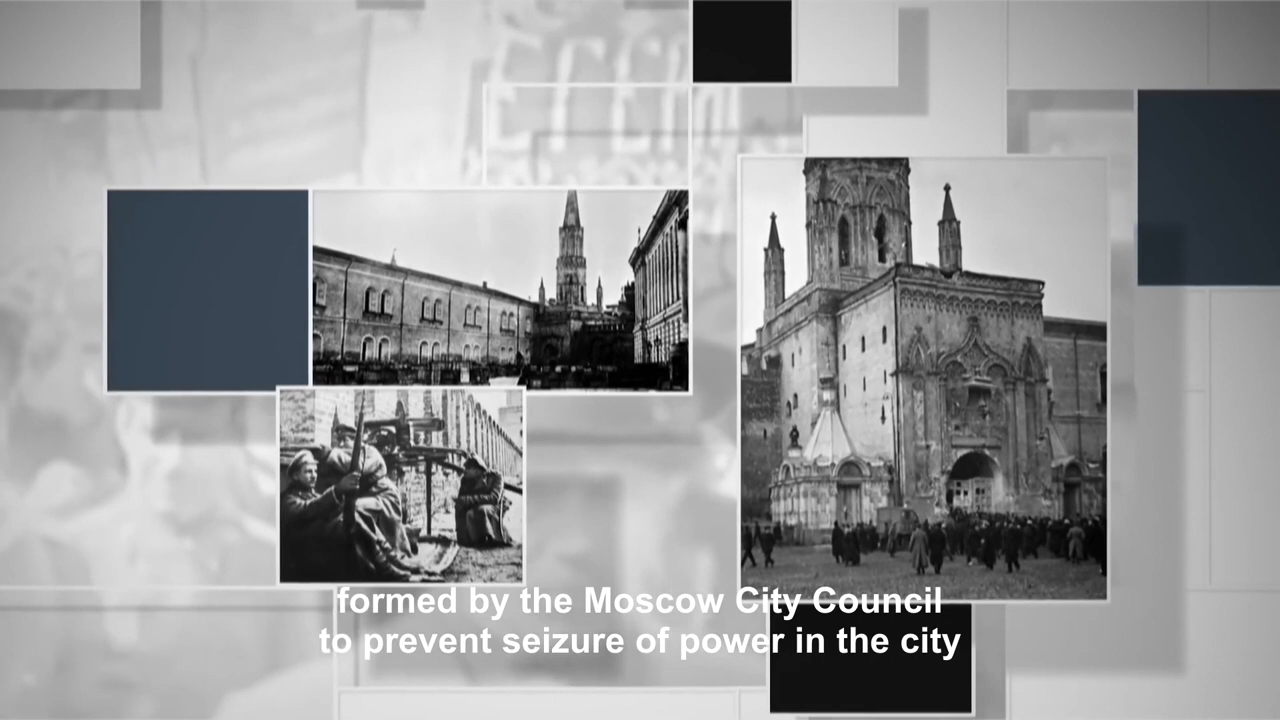 formed by the Moscow City Council
to prevent seizure of power in the city